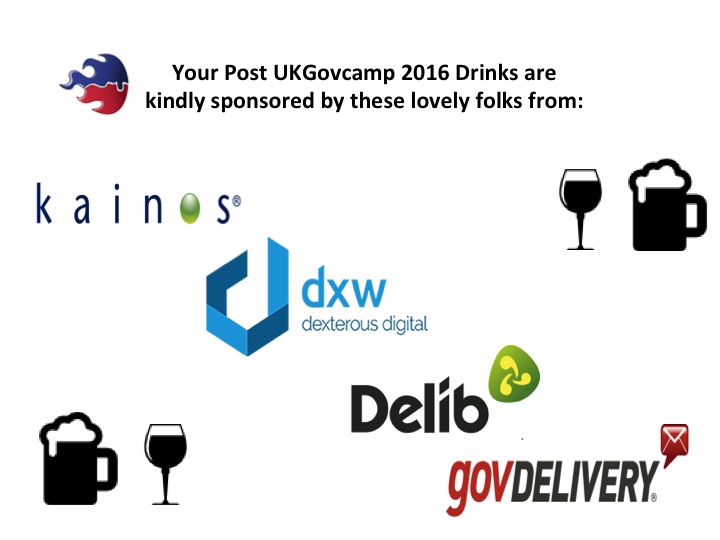 Your Post UKGovcamp 2016 Drinks are
kindly sponsored by these lovely folks from:
kainos®
dxw
dexterous digital
Delib
govDELIVERY®